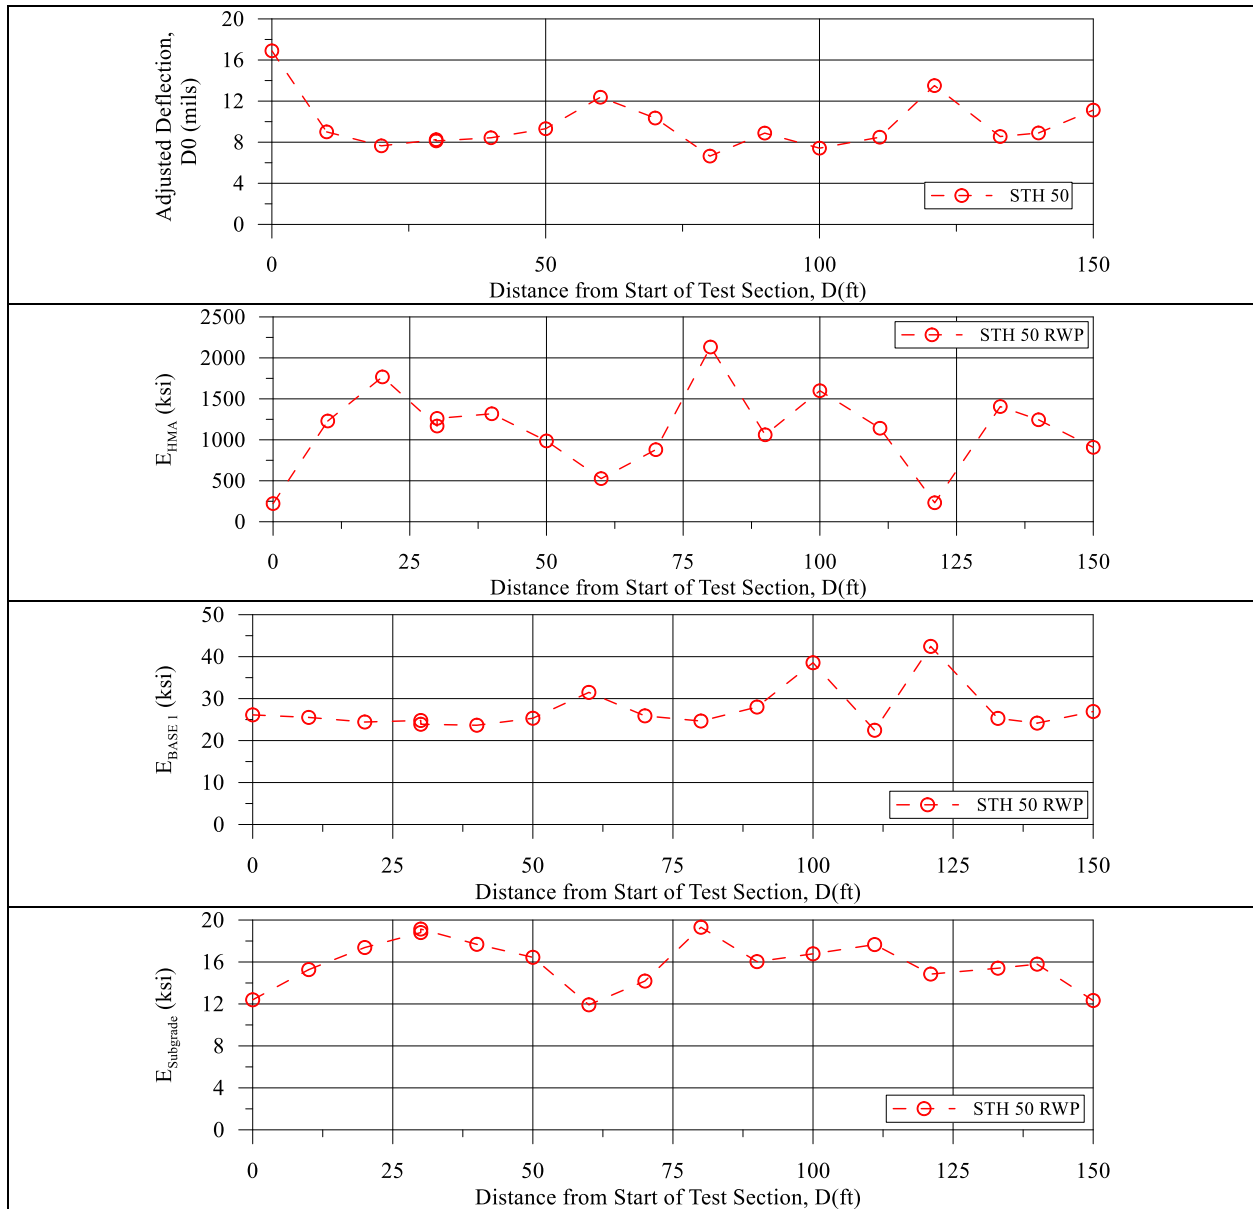 20
16
12
8
4
0
Adjusted Deflection,
D0 (mils)
STH 50
0 50 100 150
Distance from Start of Test Section, D(ft)
2500
2000
1500
1000
500
0
E_HMA (ksi)
STH 50 RWP
0 25 50 75 100 125 150
Distance from Start of Test Section, D(ft)
50
40
30
20
10
0
E_BASE 1 (ksi)
STH 50 RWP
0 25 50 75 100 125 150
Distance from Start of Test Section, D(ft)
20
16
12
8
4
0
E_Subgrade (ksi)
STH 50 RWP
0 25 50 75 100 125 150
Distance from Start of Test Section, D(ft)